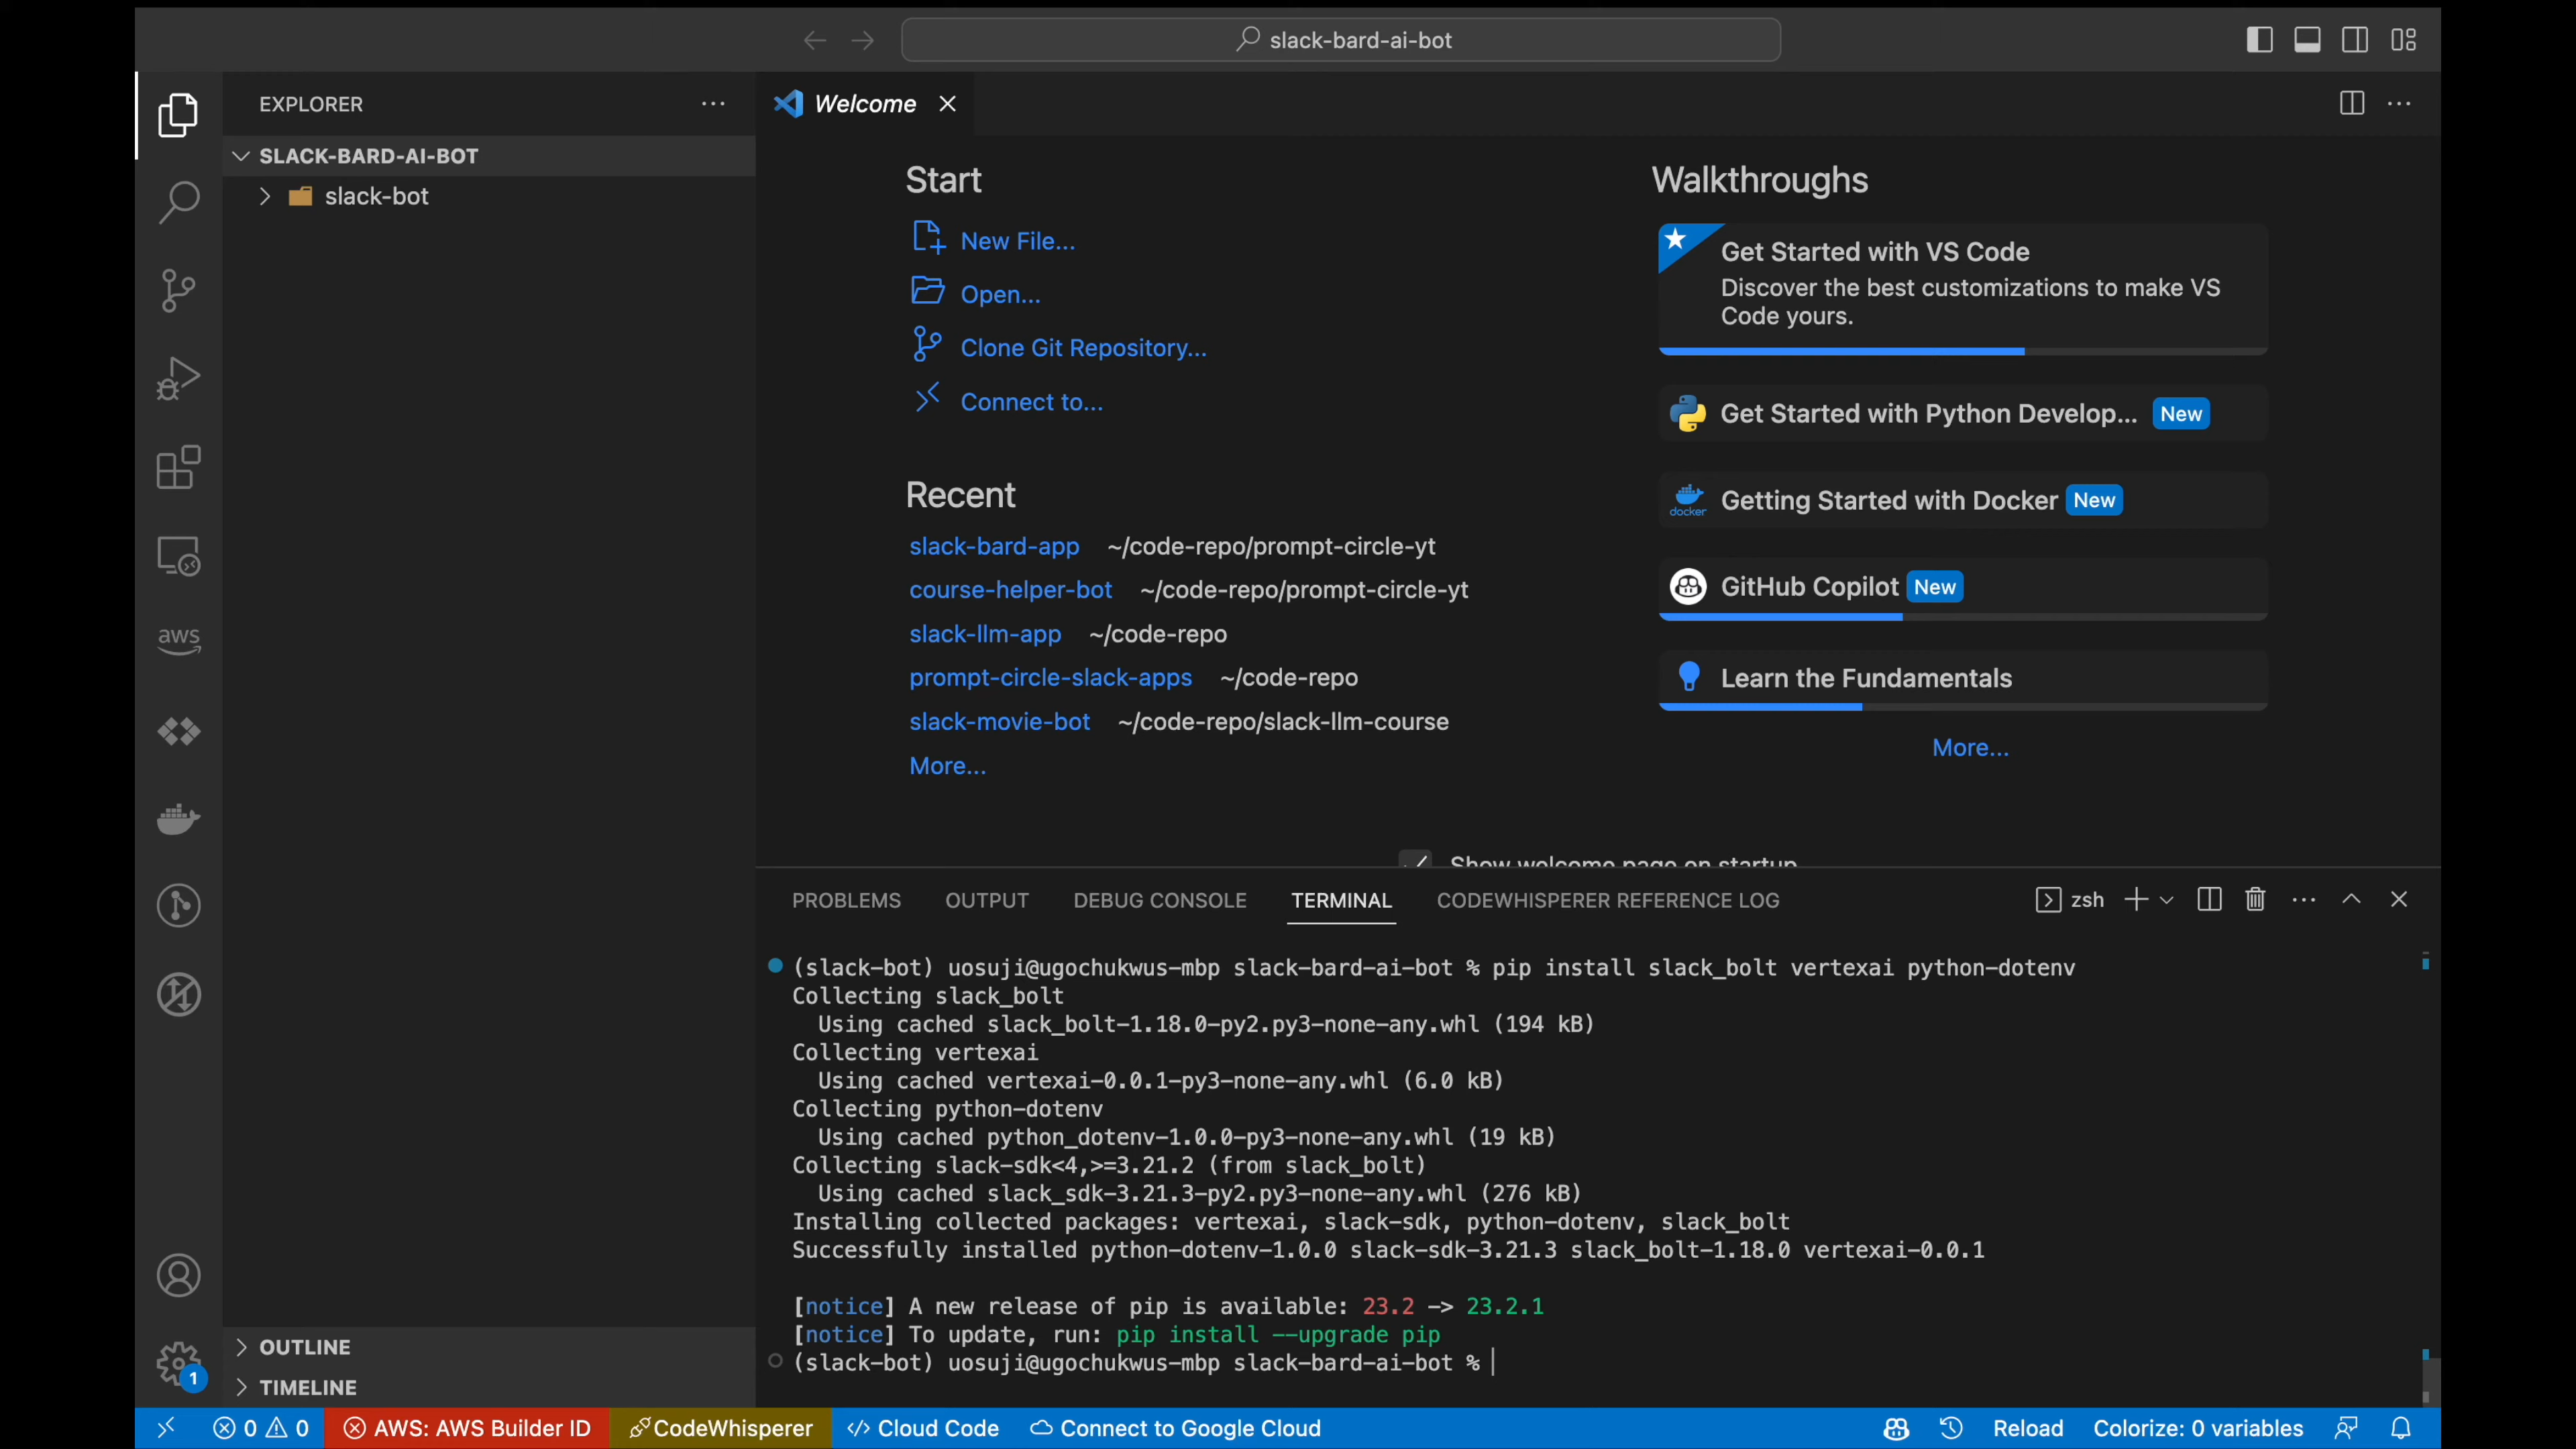 slack-bard-ai-bot
EXPLORER
SLACK-BARD-AI-BOT
slack-bot
Welcome
Start
New File...
Open...
Clone Git Repository...
Connect to...
Recent
slack-bard-app ~/code-repo/prompt-circle-yt
course-helper-bot ~/code-repo/prompt-circle-yt
slack-llm-app ~/code-repo
prompt-circle-slack-apps ~/code-repo
slack-movie-bot ~/code-repo/slack-llm-course
More...
Walkthroughs
Get Started with VS Code
Discover the best customizations to make VS
Code yours.
Get Started with Python Develop... New
docker
Getting Started with Docker New
GitHub Copilot New
Learn the Fundamentals
More...
Show welcome page on startup
aws
PROBLEMS OUTPUT DEBUG CONSOLE TERMINAL CODEWHISPERER REFERENCE LOG zsh
(slack-bot) uosuji@ugochukwus-mbp slack-bard-ai-bot % pip install slack_bolt vertexai python-dotenv
Collecting slack_bolt
Using cached slack_bolt-1.18.0-py2.py3-none-any.whl (194 kB)
Collecting vertexai
Using cached vertexai-0.0.1-py3-none-any.whl (6.0 kB)
Collecting python-dotenv
Using cached python_dotenv-1.0.0-py3-none-any.whl (19 kB)
Collecting slack-sdk<4,>=3.21.2 (from slack_bolt)
Using cached slack_sdk-3.21.3-py2.py3-none-any.whl (276 kB)
Installing collected packages: vertexai, slack-sdk, python-dotenv, slack_bolt
Successfully installed python-dotenv-1.0.0 slack-sdk-3.21.3 slack_bolt-1.18.0 vertexai-0.0.1
[notice] A new release of pip is available: 23.2 -> 23.2.1
[notice] To update, run: pip install --upgrade pip
(slack-bot) uosuji@ugochukwus-mbp slack-bard-ai-bot %
OUTLINE
TIMELINE
1
0 0 AWS: AWS Builder ID CodeWhisperer Cloud Code Connect to Google Cloud Reload Colorize: 0 variables